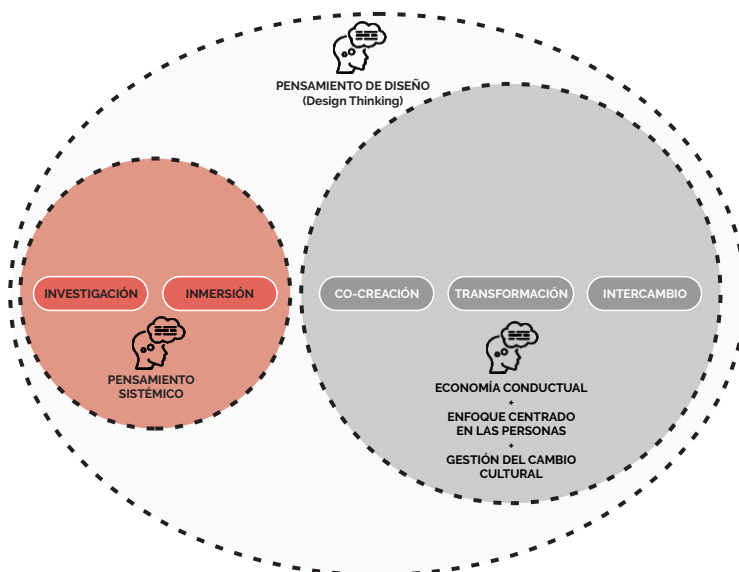 PENSAMIENTO DE DISEÑO
(Design Thinking)
INVESTIGACIÓN
INMERSIÓN
CO-CREACIÓN
TRANSFORMACIÓN
INTERCAMBIO
PENSAMIENTO
SISTÉMICO
ECONOMÍA CONDUCTUAL
+
ENFOQUE CENTRADO
EN LAS PERSONAS
+
GESTIÓN DEL CAMBIO
CULTURAL